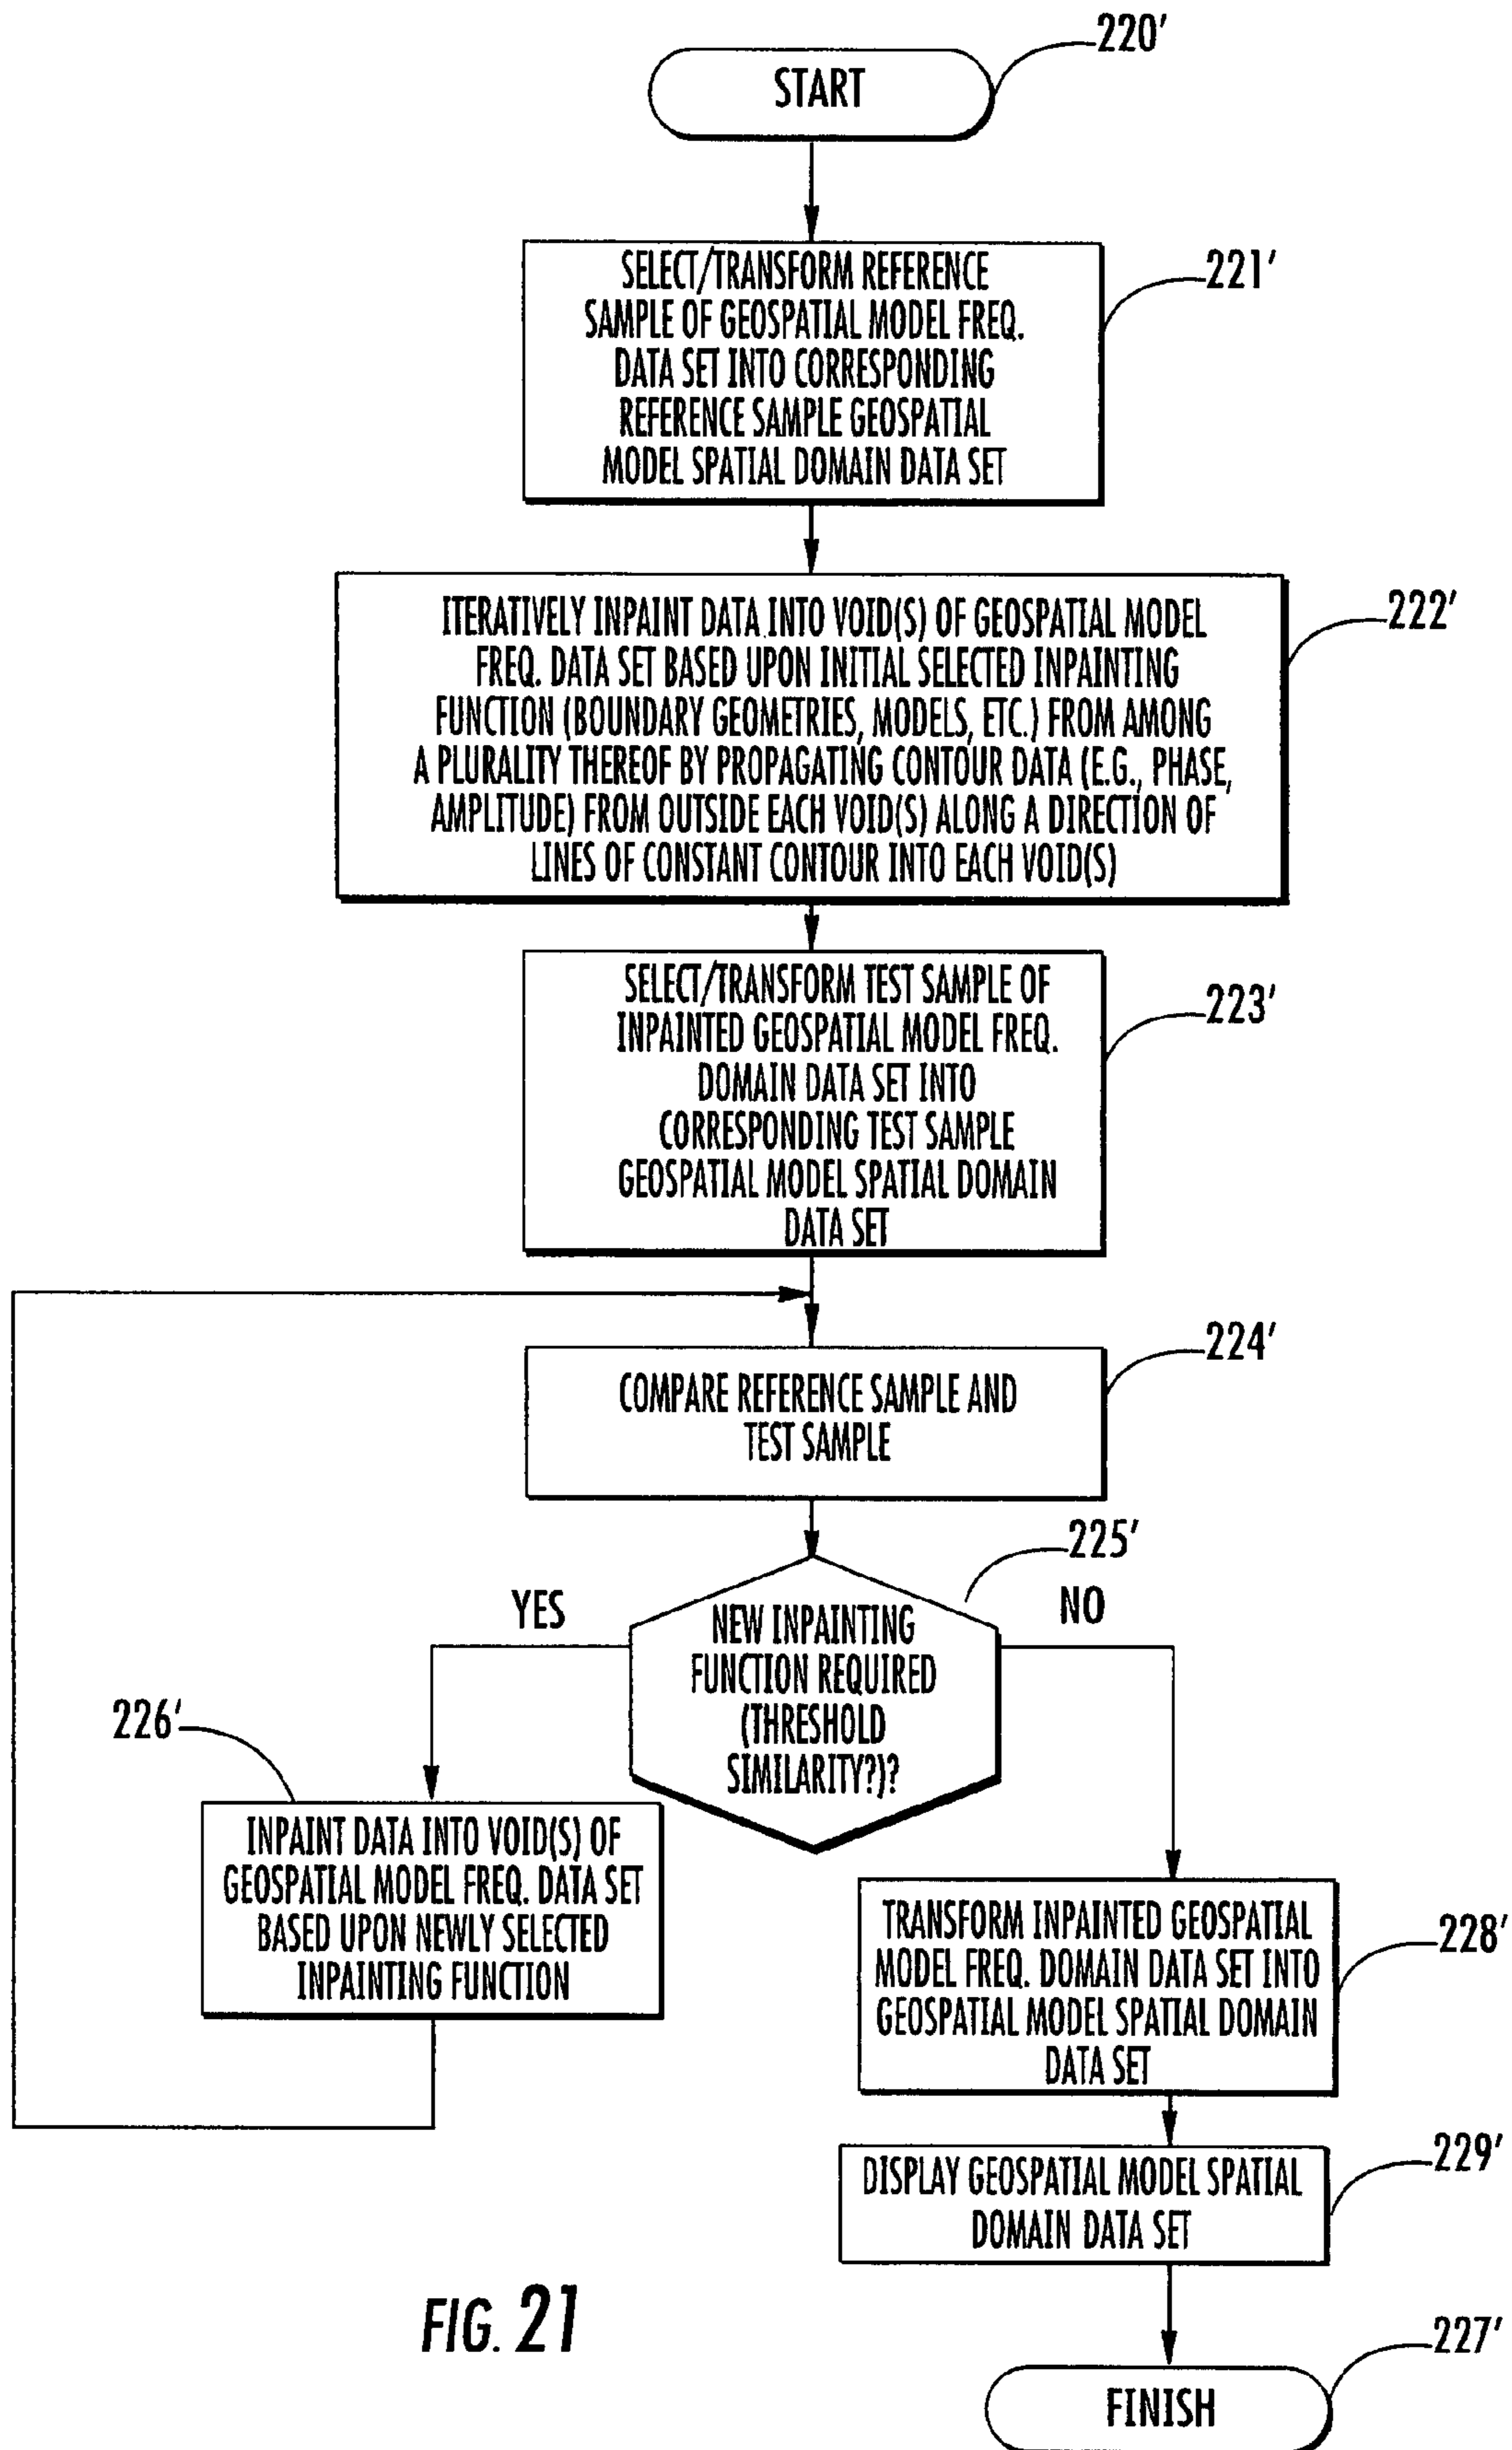 220'
START
SELECT/TRANSFORM REFERENCE
SAMPLE OF GEOSPATIAL MODEL FREQ.
DATA SET INTO CORRESPONDING
REFERENCE SAMPLE GEOSPATIAL
MODEL SPATIAL DOMAIN DATA SET
221'
ITERATIVELY INPAINT DATA INTO VOID(S) OF GEOSPATIAL MODEL
FREQ. DATA SET BASED UPON INITIAL SELECTED INPAINTING
FUNCTION (BOUNDARY GEOMETRIES, MODELS, ETC.) FROM AMONG
A PLURALITY THEREOF BY PROPAGATING CONTOUR DATA (E.G., PHASE,
AMPLITUDE) FROM OUTSIDE EACH VOID(S) ALONG A DIRECTION OF
LINES OF CONSTANT CONTOUR INTO EACH VOID(S)
222'
SELECT/TRANSFORM TEST SAMPLE OF
INPAINTED GEOSPATIAL MODEL FREQ.
DOMAIN DATA SET INTO
CORRESPONDING TEST SAMPLE
GEOSPATIAL MODEL SPATIAL DOMAIN
DATA SET
223'
COMPARE REFERENCE SAMPLE AND
TEST SAMPLE
224'
225'
YES
NO
NEW INPAINTING
FUNCTION REQUIRED
(THRESHOLD
SIMILARITY?)?
226'
INPAINT DATA INTO VOID(S) OF
GEOSPATIAL MODEL FREQ. DATA SET
BASED UPON NEWLY SELECTED
INPAINTING FUNCTION
TRANSFORM INPAINTED GEOSPATIAL
MODEL FREQ. DOMAIN DATA SET INTO
GEOSPATIAL MODEL SPATIAL DOMAIN
DATA SET
228'
DISPLAY GEOSPATIAL MODEL SPATIAL
DOMAIN DATA SET
229'
FIG. 21
227'
FINISH